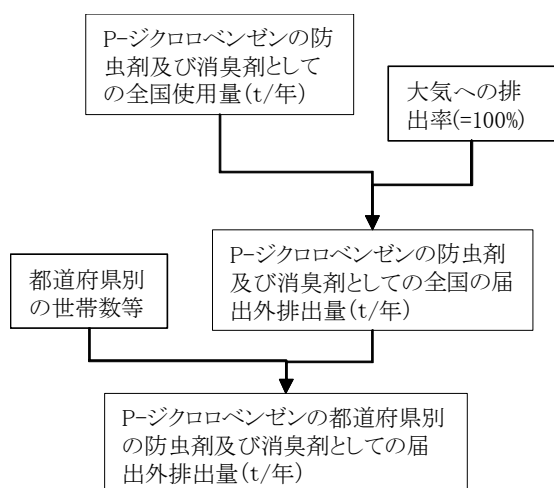 P-ジクロロベンゼンの防
虫剤及び消臭剤として
の全国使用量(t/年)
大気への排
出率(=100%)
P-ジクロロベンゼンの防虫剤
及び消臭剤としての全国の届
出外排出量(t/年)
都道府県別
の世帯数等
P-ジクロロベンゼンの都道府県別
の防虫剤及び消臭剤としての届
出外排出量(t/年)